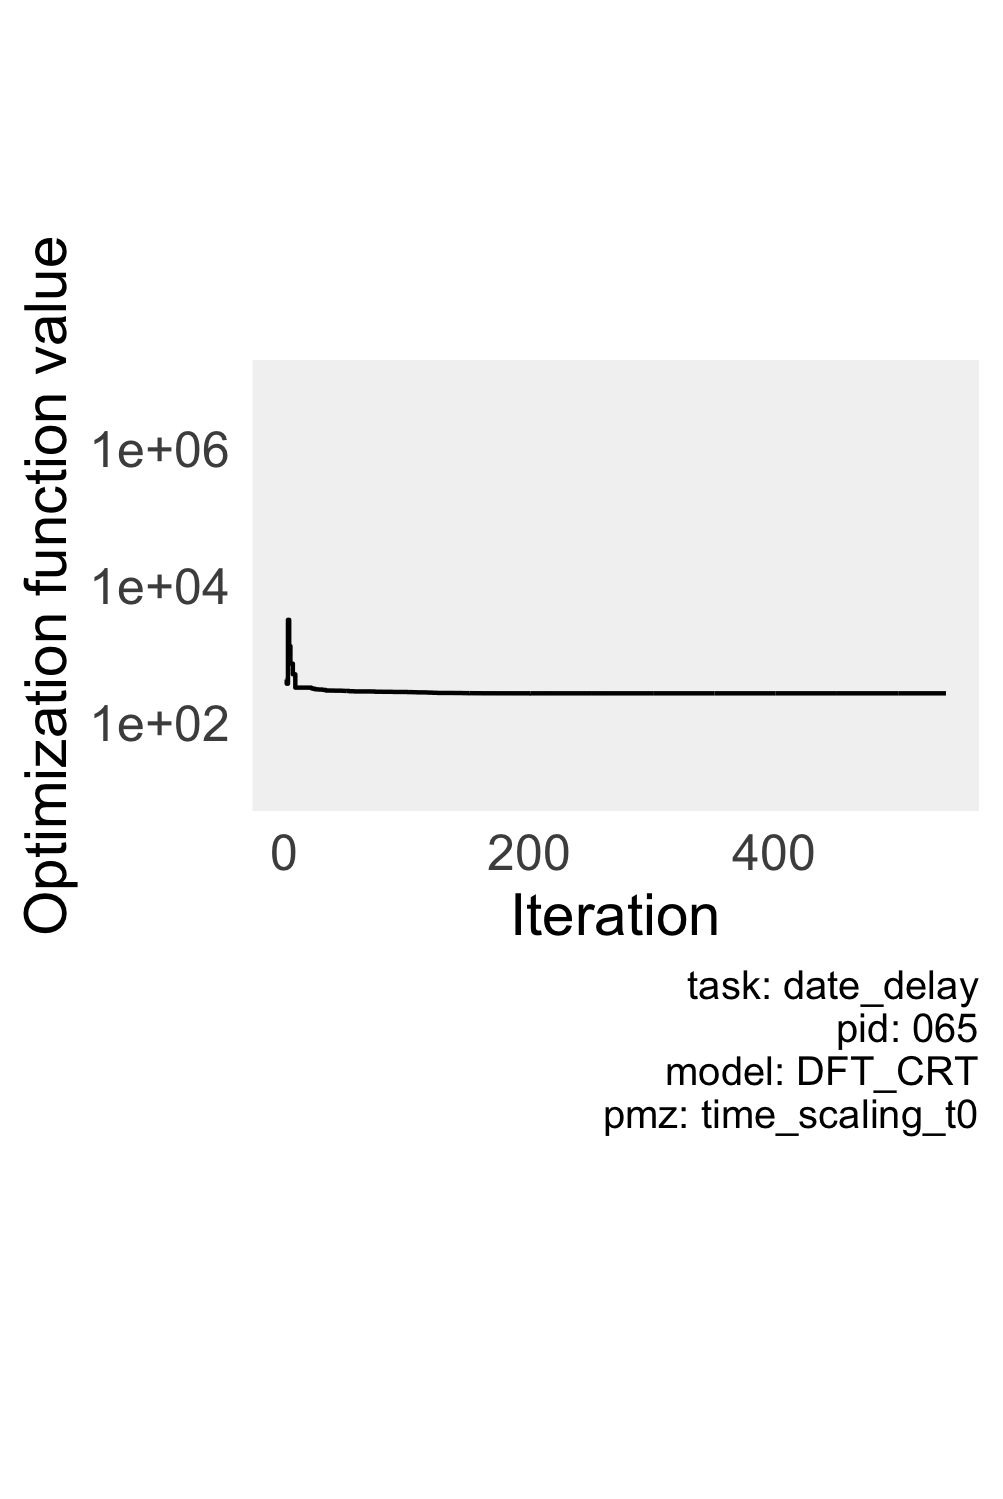 Optimization function value
1e+06
1e+04
1e+02
0 200 400
Iteration
task: date_delay
pid: 065
model: DFT_CRT
pmz: time_scaling_t0